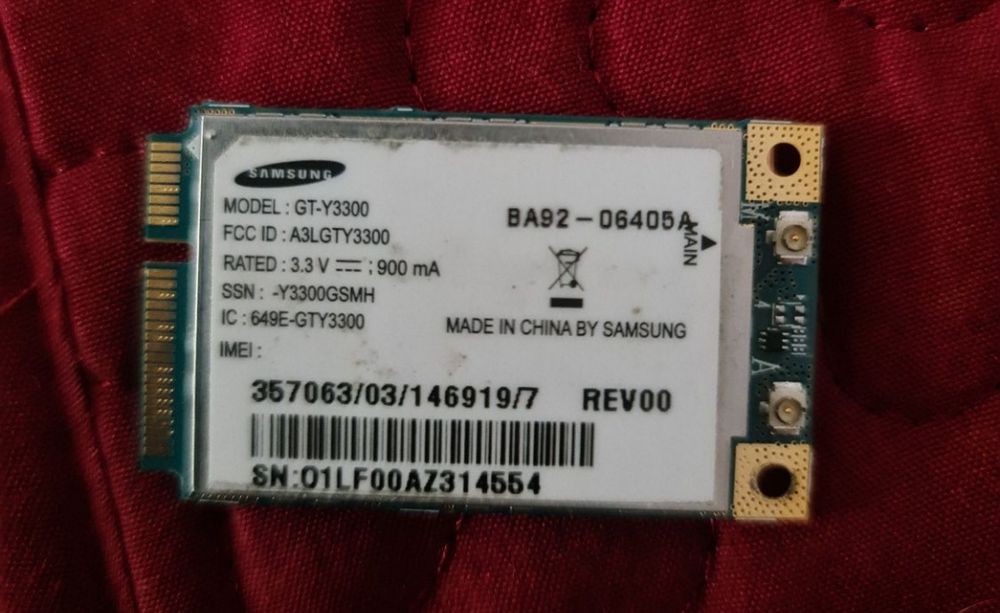 SAMSUNG
MODEL : GT-Y3300
FCC ID : A3LGTY3300
RATED : 3.3 V ⎓ ; 900 mA
SSN : -Y3300GSMH
IC : 649E-GTY3300
IMEI :
BA92-06405A
MAIN
MADE IN CHINA BY SAMSUNG
357063/03/146919/7 REV00
SN:01LF00AZ314554
M
A